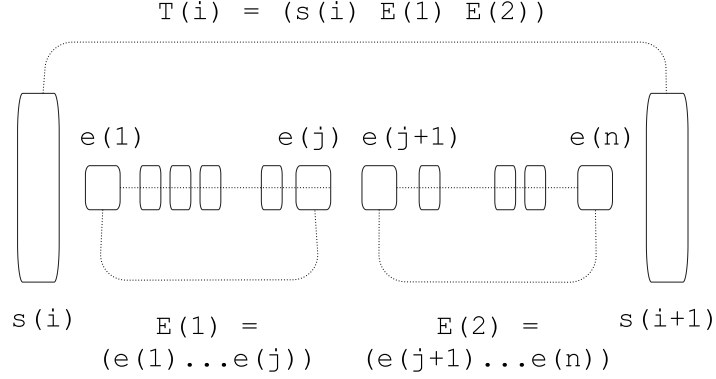 T(i) = (s(i) E(1) E(2))
e(1) e(j) e(j+1) e(n)
s(i) s(i+1)
E(1) =
(e(1)...e(j))
E(2) =
(e(j+1)...e(n))